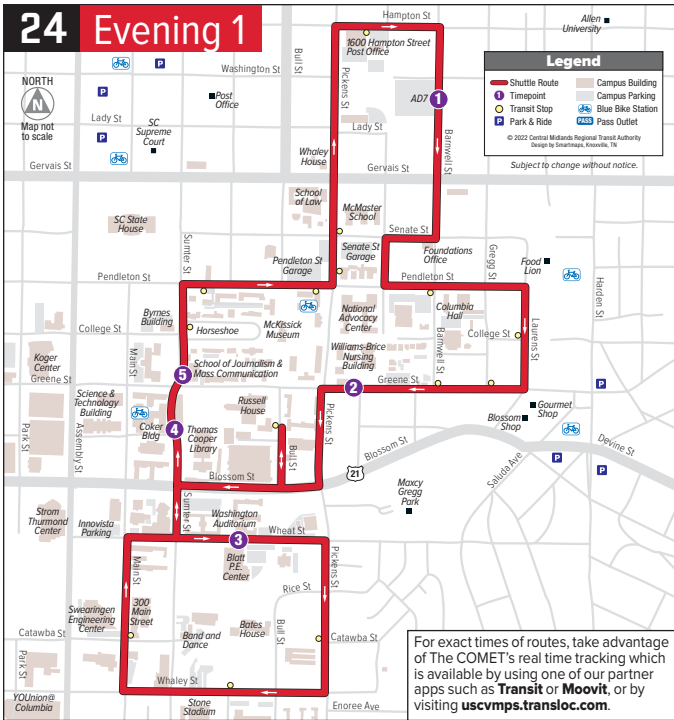 24 Evening 1
Hampton St
Allen
University
1600 Hampton Street
Post Office
Bull St
Pickens St
Washington St
NORTH
N
Map not
to scale
P
P
P
Post
Office
Lady St
SC
Supreme
Court
AD7
1
Lady St
Barnwell St
Whaley
House
Gervais St
Gervais St
Legend
Shuttle Route
1 Timepoint
Transit Stop
P Park & Ride
Campus Building
Campus Parking
Blue Bike Station
PASS Pass Outlet
© 2022 Central Midlands Regional Transit Authority
Design by Smartmaps, Knoxville, TN
Subject to change without notice.
School
of Law
McMaster
School
SC State
House
Senate St
Senate St
Garage
Foundations
Office
Sumter St
Pendleton St
Garage
Gregg St
Food
Lion
Pendleton St
Pendleton St
Harden St
Byrnes
Building
Horseshoe
McKissick
Museum
National
Advocacy
Center
Columbia
Hall
College St
College St
Laurens St
Barnwell St
Main St
Koger
Center
Williams-Brice
Nursing
Building
School of Journalism &
Mass Communication
5
Greene St
Greene St
2
P
Science &
Technology
Building
Russell
House
Pickens St
Gourmet
Shop
Blossom
Shop
Coker
Bldg
4
Thomas
Cooper
Library
Park St
Assembly St
Bull St
Blossom St
Devine St
Saluda Ave
P
P
21
Blossom St
Maxcy
Gregg
Park
Strom
Thurmond
Center
Innovista
Parking
Sumter St
Washington
Auditorium
Wheat St
3
Blatt
P.E.
Center
Main St
Pickens St
Rice St
Swearingen
Engineering
Center
300
Main
Street
Bates
House
Bull St
Catawba St
Band and
Dance
Catawba St
Park St
Whaley St
YOUnion@
Columbia
Stone
Stadium
Enoree Ave
For exact times of routes, take advantage
of The COMET's real time tracking which
is available by using one of our partner
apps such as Transit or Moovit, or by
visiting uscvmps.transloc.com.